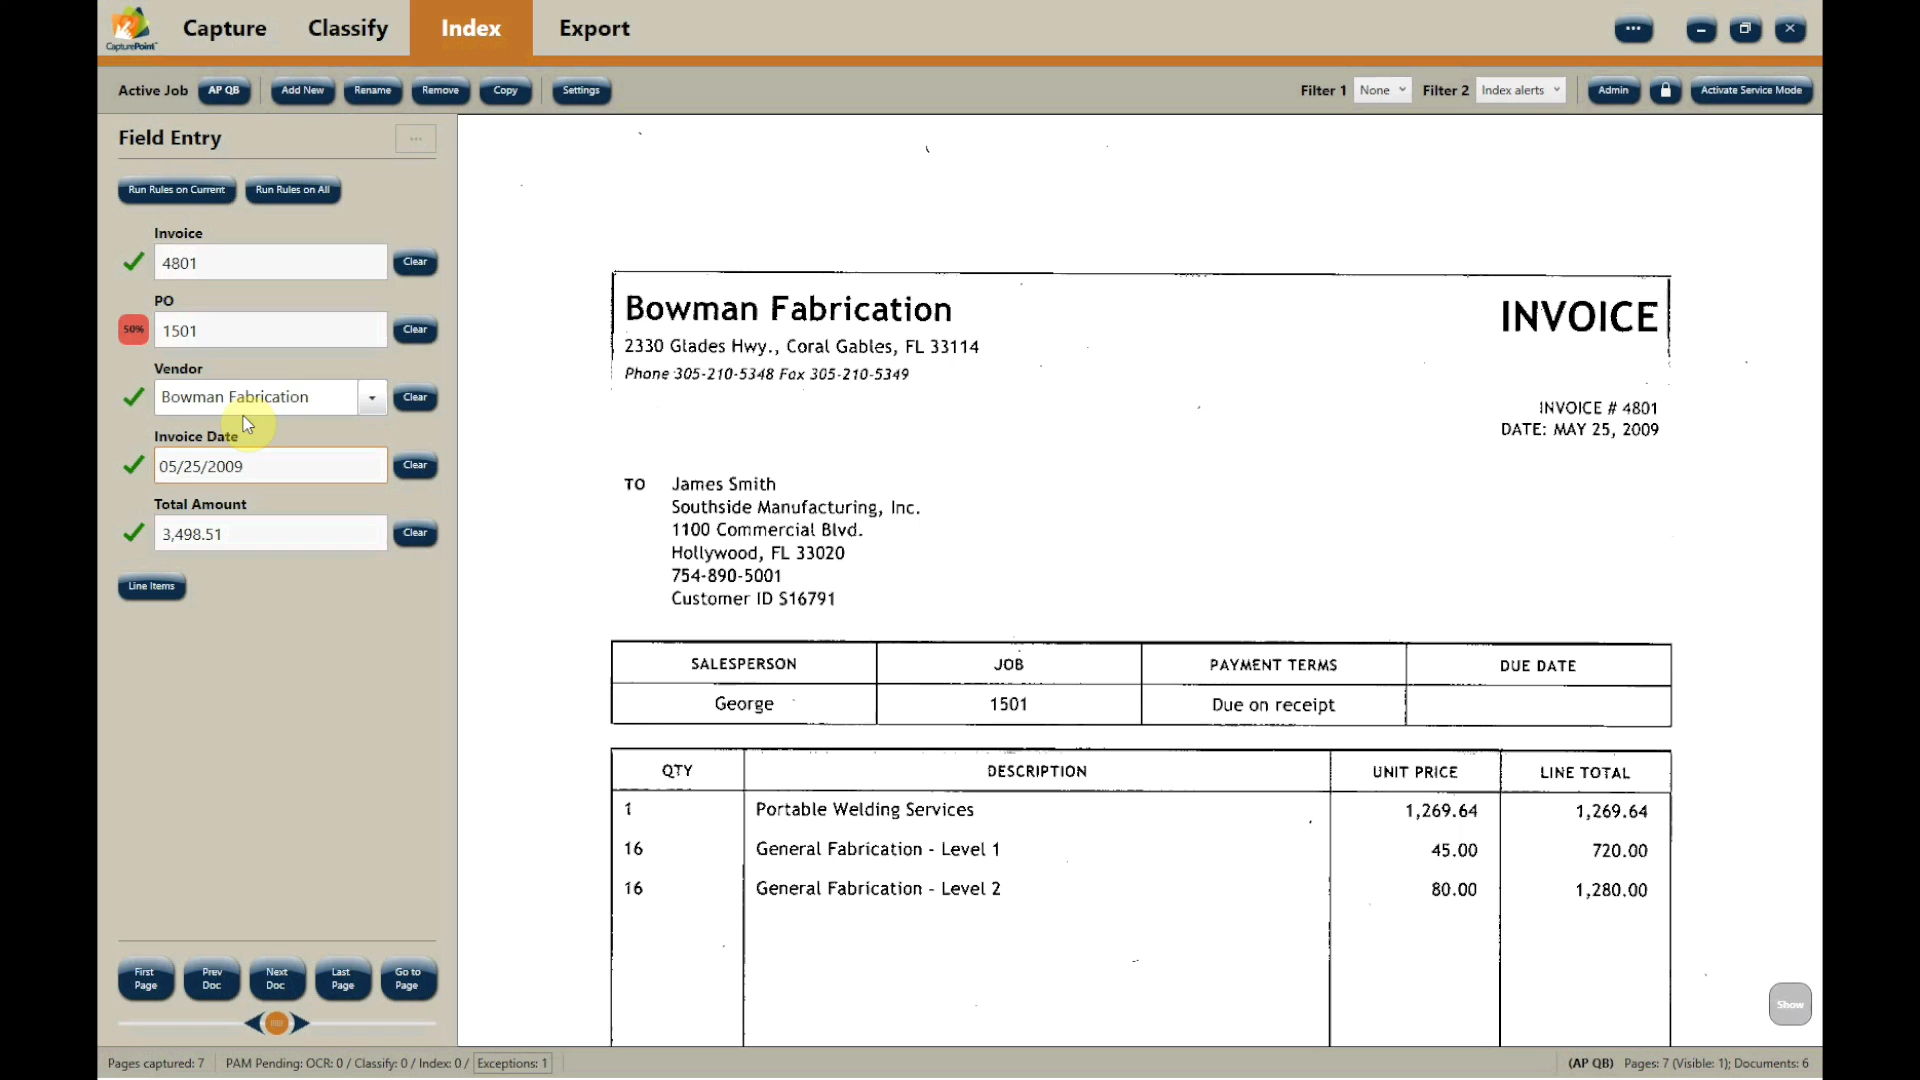 CapturePoint
Capture
Classify
Index
Export
...
Active Job
AP QB
Add New
Rename
Remove
Copy
Settings
Filter 1
None
Filter 2
Index alerts
Admin
Activate Service Mode
Field Entry
...
Run Rules on Current
Run Rules on All
Invoice
4801
Clear
PO
50%
1501
Clear
Vendor
Bowman Fabrication
Clear
Invoice Date
05/25/2009
Clear
Total Amount
3,498.51
Clear
Line Items
First
Page
Prev
Doc
Next
Doc
Last
Page
Go to
Page
Bowman Fabrication
INVOICE
2330 Glades Hwy., Coral Gables, FL 33114
Phone 305-210-5348 Fax 305-210-5349
INVOICE # 4801
DATE: MAY 25, 2009
TO
James Smith
Southside Manufacturing, Inc.
1100 Commercial Blvd.
Hollywood, FL 33020
754-890-5001
Customer ID S16791
SALESPERSON JOB PAYMENT TERMS DUE DATE
George 1501 Due on receipt
QTY DESCRIPTION UNIT PRICE LINE TOTAL
1 Portable Welding Services 1,269.64 1,269.64
16 General Fabrication - Level 1 45.00 720.00
16 General Fabrication - Level 2 80.00 1,280.00
Show
Pages captured: 7
PAM Pending: OCR: 0 / Classify: 0 / Index: 0 /
Exceptions: 1
(AP QB) Pages: 7 (Visible: 1); Documents: 6